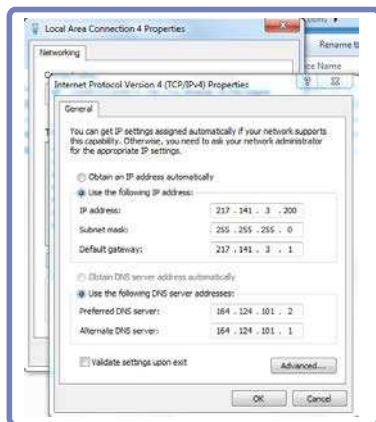 Local Area Connection 4 Properties
Rename t
Networking
ice Name
Internet Protocol Version 4 (TCP/IPv4) Properties
General
You can get IP settings assigned automatically if your network supports
this capability. Otherwise, you need to ask your network administrator
for the appropriate IP settings.
Obtain an IP address automatically
Use the following IP address:
IP address: 217 . 141 . 3 . 200
Subnet mask: 255 . 255 . 255 . 0
Default gateway: 217 . 141 . 3 . 1
Obtain DNS server address automatically
Use the following DNS server addresses:
Preferred DNS server: 164 . 124 . 101 . 2
Alternate DNS server: 164 . 124 . 101 . 1
Validate settings upon exit
Advanced...
OK Cancel